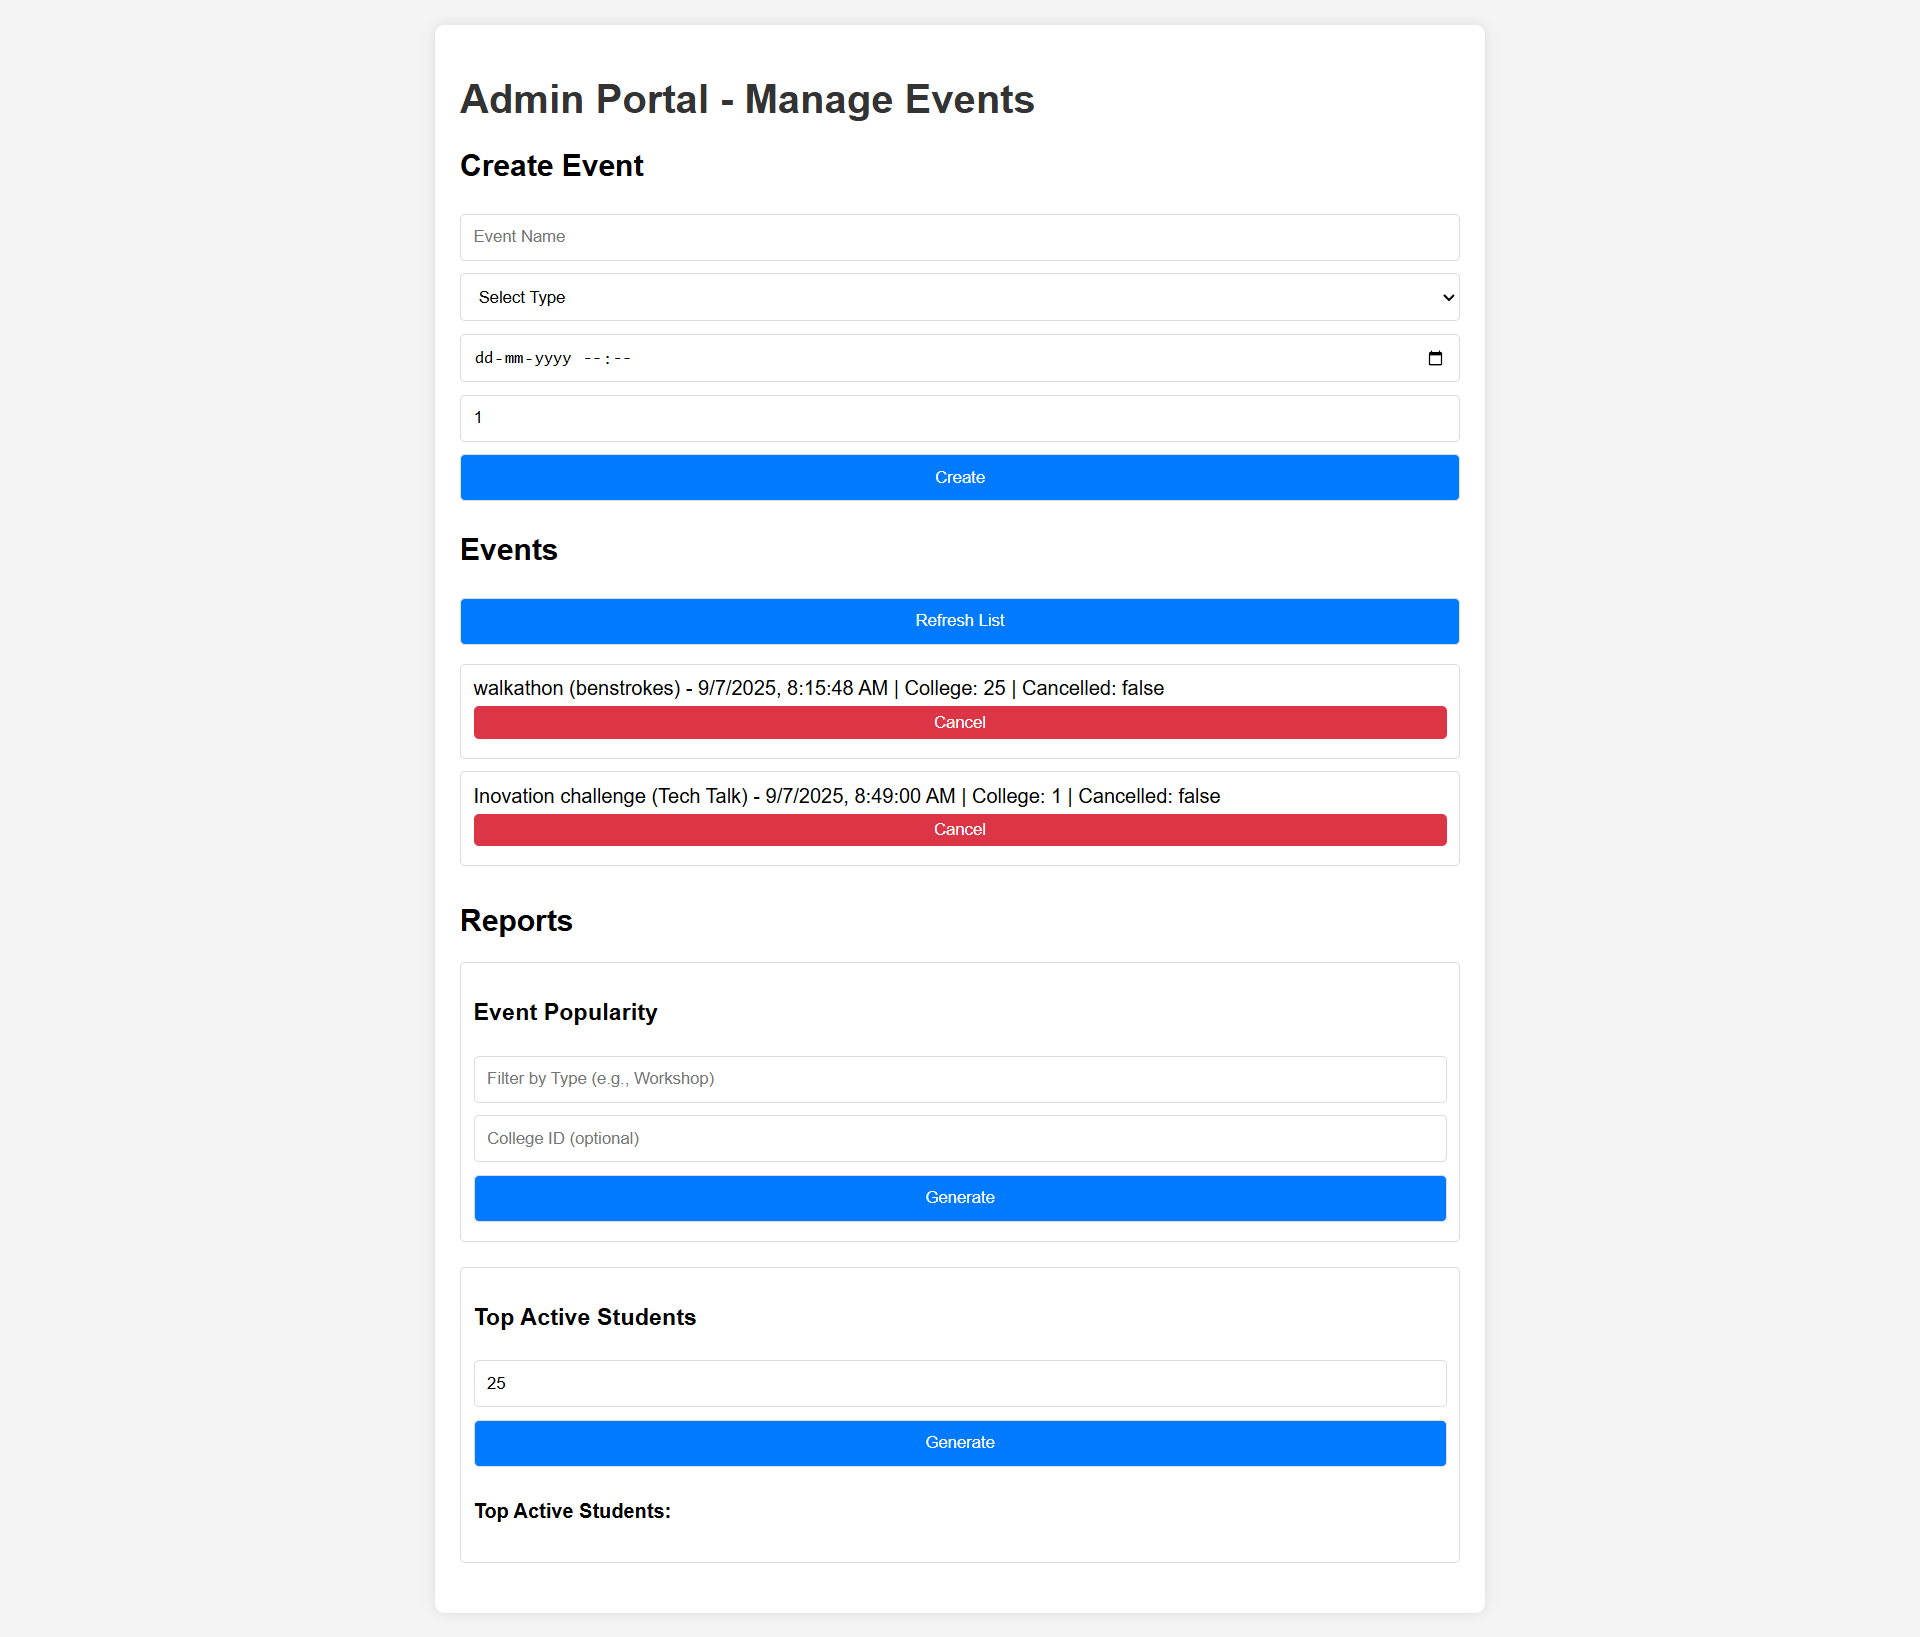 Admin Portal - Manage Events
Create Event
Event Name
Select Type
dd-mm-yyyy --:--
1
Create
Events
Refresh List
walkathon (benstrokes) - 9/7/2025, 8:15:48 AM | College: 25 | Cancelled: false
Cancel
Inovation challenge (Tech Talk) - 9/7/2025, 8:49:00 AM | College: 1 | Cancelled: false
Cancel
Reports
Event Popularity
Filter by Type (e.g., Workshop)
College ID (optional)
Generate
Top Active Students
25
Generate
Top Active Students: